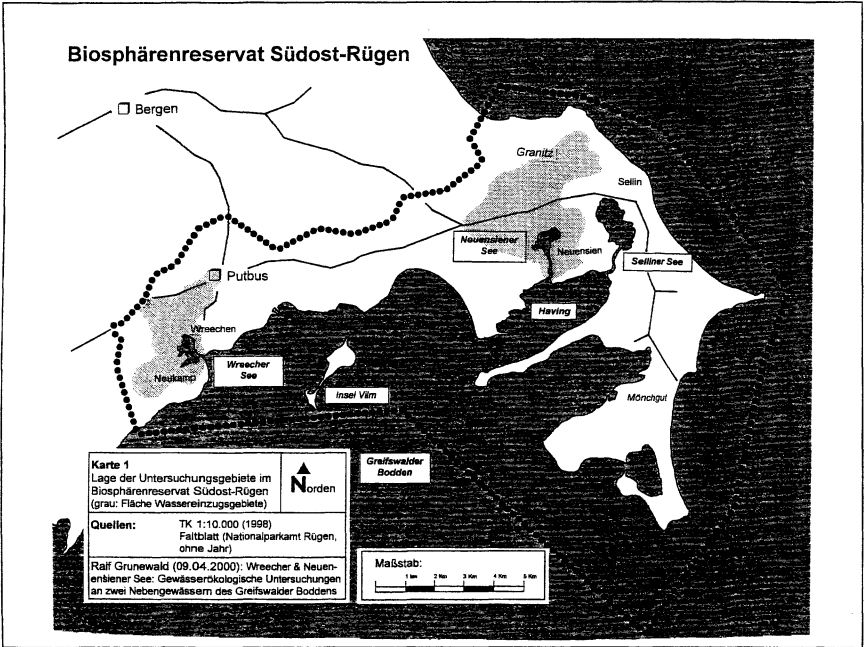 Biosphärenreservat Südost-Rügen
Bergen
Granitz
Sellin
Neuensiener
See
Neuensien
Selliner See
Putbus
Having
Wreechen
Wreecher
See
Neukamp
Insel Vilm
Mönchgut
Greifswalder
Bodden
Karte 1
Lage der Untersuchungsgebiete im
Biosphärenreservat Südost-Rügen
(grau: Fläche Wassereinzugsgebiete)
Norden
Quellen: TK 1:10.000 (1998)
Faltblatt (Nationalparkamt Rügen,
ohne Jahr)
Ralf Grunewald (09.04.2000): Wreecher & Neuen-
ensiener See: Gewässerökologische Untersuchungen
an zwei Nebengewässern des Greifswalder Boddens
Maßstab:
1 km 2 Km 3 Km 4 Km 5 Km